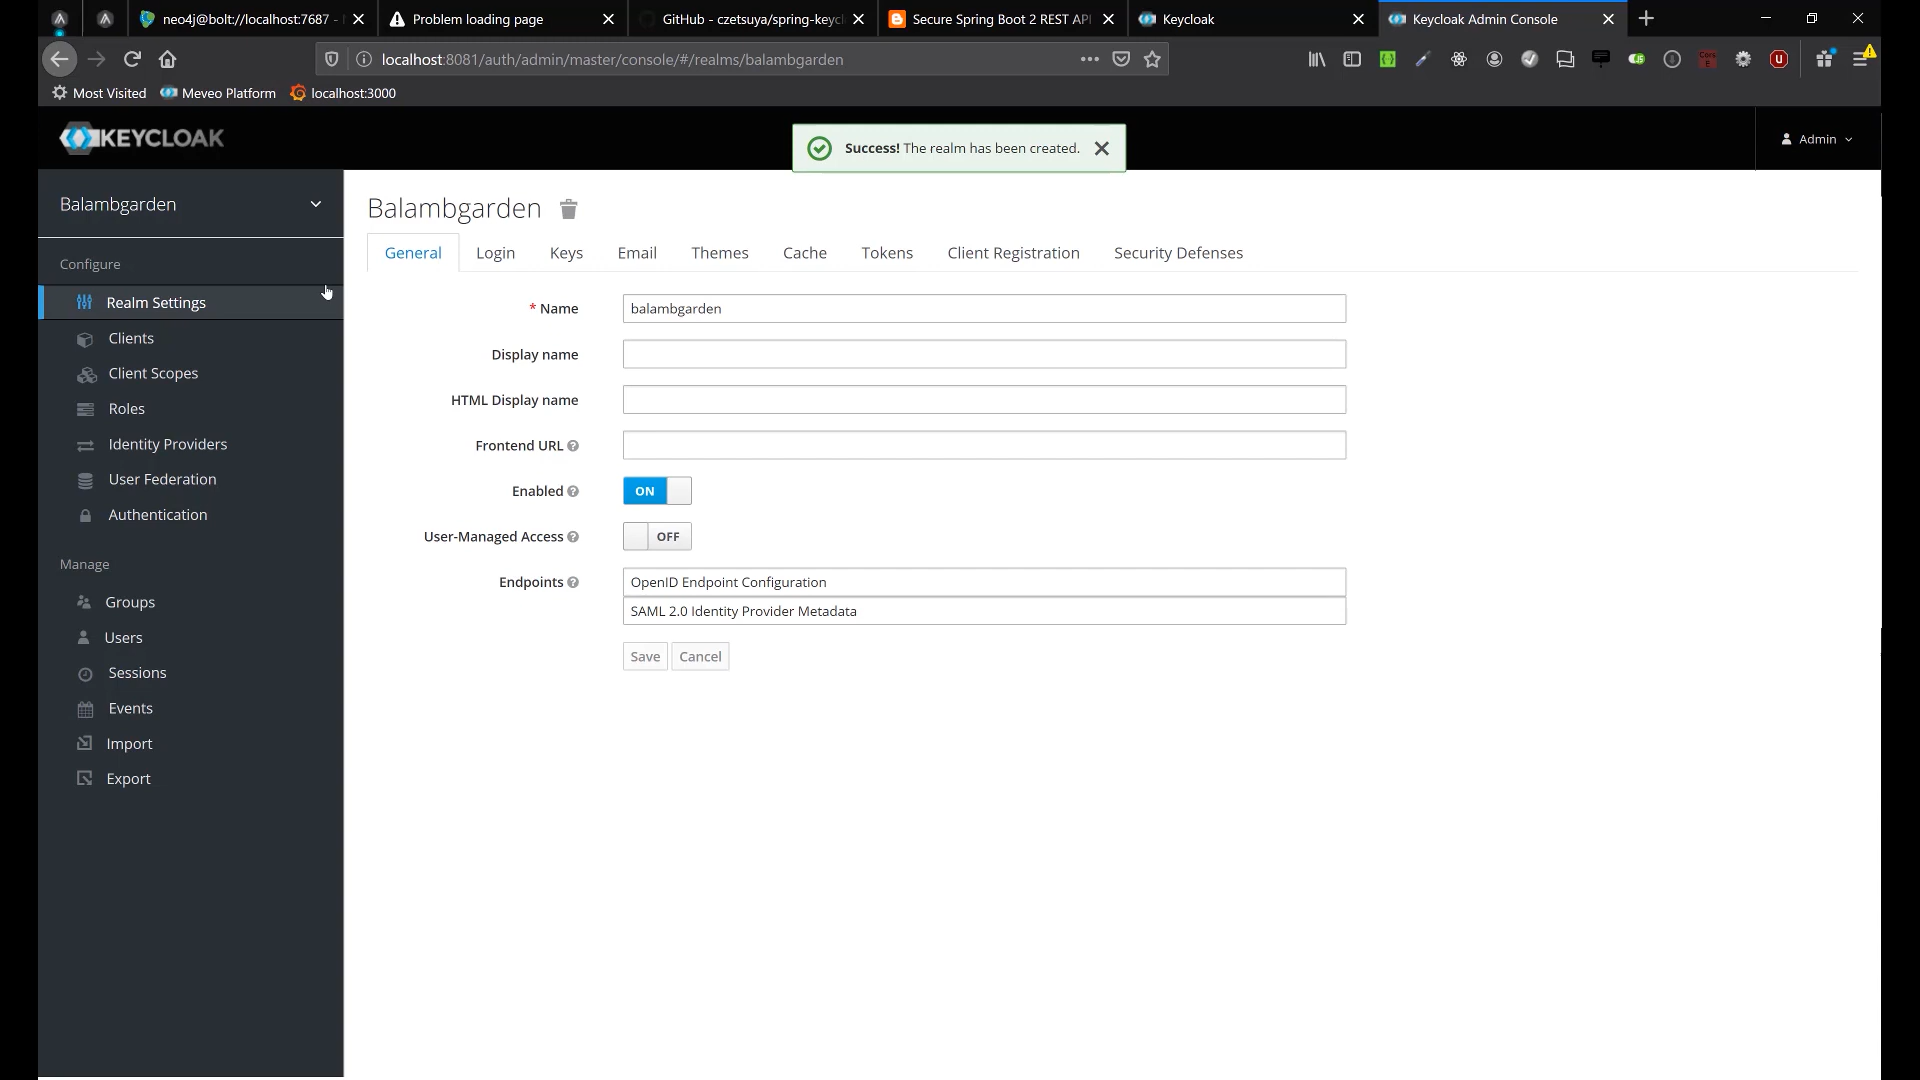 neo4j@bolt://localhost:7687 -
Problem loading page
GitHub - czetsuya/spring-keycl
Secure Spring Boot 2 REST API
Keycloak
Keycloak Admin Console
localhost:8081/auth/admin/master/console/#/realms/balambgarden
Most Visited
Meveo Platform
localhost:3000
KEYCLOAK
Success! The realm has been created.
Admin
Balambgarden
Configure
Realm Settings
Clients
Client Scopes
Roles
Identity Providers
User Federation
Authentication
Manage
Groups
Users
Sessions
Events
Import
Export
Balambgarden
General
Login
Keys
Email
Themes
Cache
Tokens
Client Registration
Security Defenses
* Name
balambgarden
Display name
HTML Display name
Frontend URL
Enabled
ON
User-Managed Access
OFF
Endpoints
OpenID Endpoint Configuration
SAML 2.0 Identity Provider Metadata
Save
Cancel